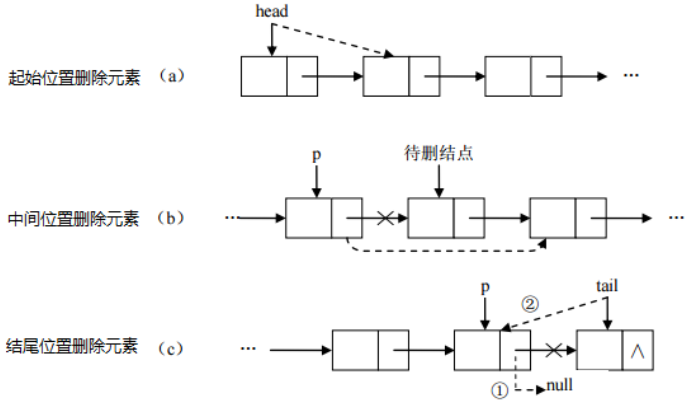 head
起始位置删除元素 （a） …
p 待删结点
中间位置删除元素 （b） … …
p ② tail
结尾位置删除元素 （c） … ∧
① null